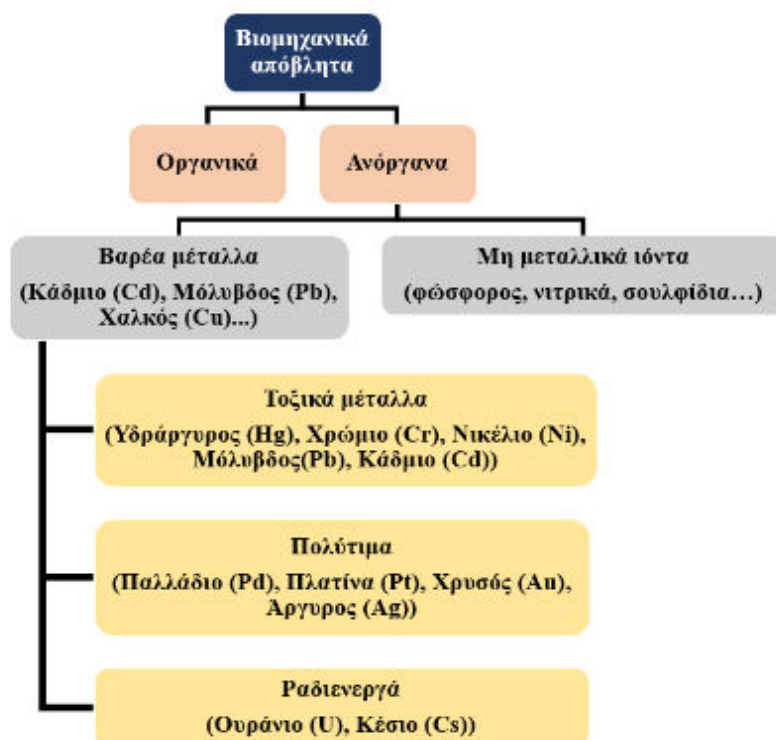 Βιομηχανικά
απόβλητα
Οργανικά
Ανόργανα
Βαρέα μέταλλα
(Κάδμιο (Cd), Μόλυβδος (Pb),
Χαλκός (Cu)...)
Μη μεταλλικά ιόντα
(φώσφορος, νιτρικά, σουλφίδια…)
Τοξικά μέταλλα
(Υδράργυρος (Hg), Χρώμιο (Cr), Νικέλιο (Ni),
Μόλυβδος(Pb), Κάδμιο (Cd))
Πολύτιμα
(Παλλάδιο (Pd), Πλατίνα (Pt), Χρυσός (Au),
Άργυρος (Ag))
Ραδιενεργά
(Ουράνιο (U), Κέσιο (Cs))